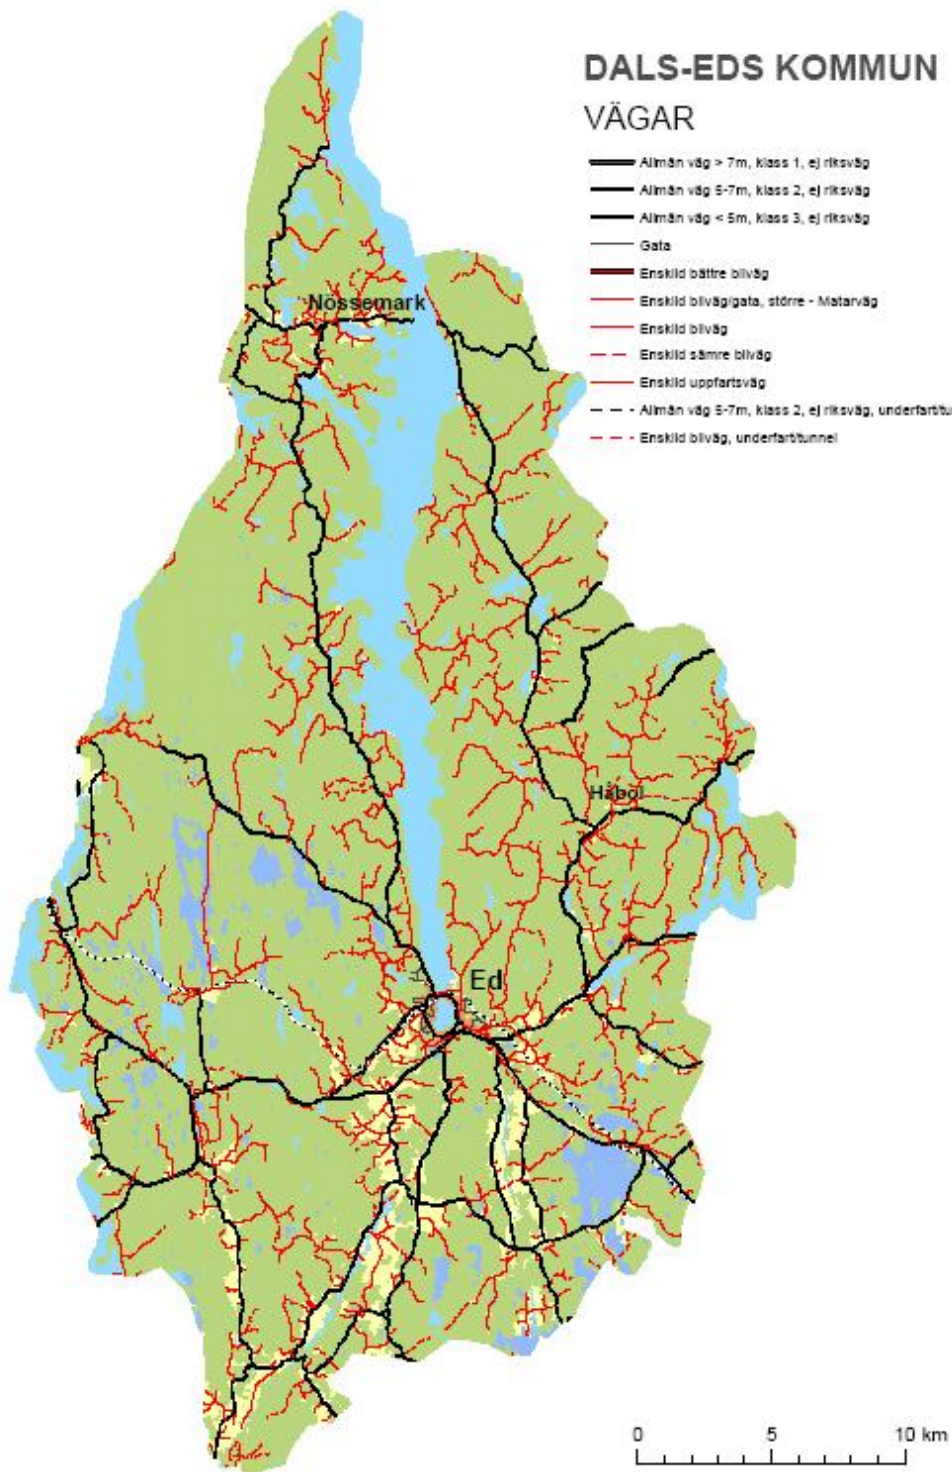 DALS-EDS KOMMUN
VÄGAR
Allmän väg > 7m, klass 1, ej riksväg
Allmän väg 5-7m, klass 2, ej riksväg
Allmän väg < 5m, klass 3, ej riksväg
Gata
Enskild bättre bilväg
Enskild bilväg/gata, större - Matarväg
Enskild bilväg
Enskild sämre bilväg
Enskild uppfartsväg
Allmän väg 5-7m, klass 2, ej riksväg, underfart/tu
Enskild bilväg, underfart/tunnel
Nössemark
Håbol
Ed
0 5 10 km